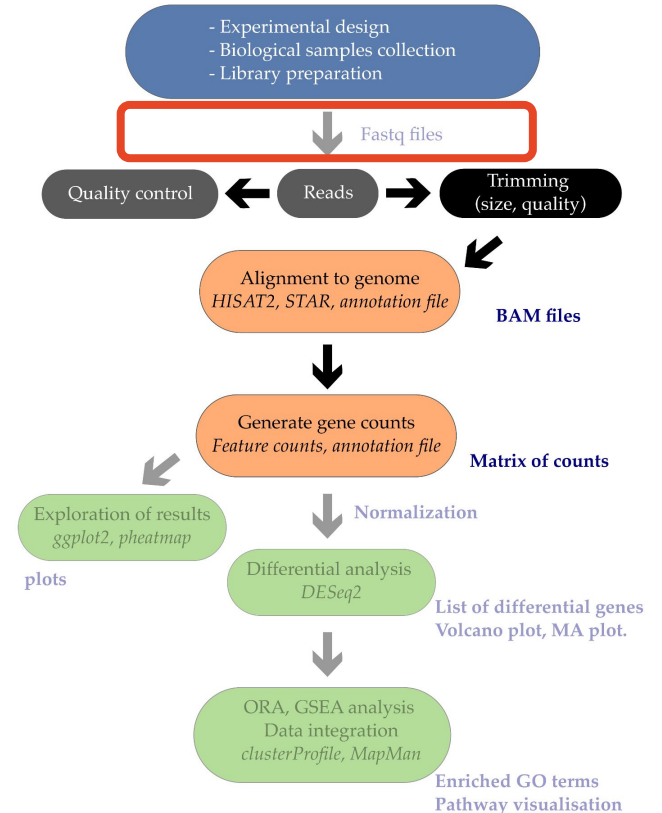 - Experimental design
- Biological samples collection
- Library preparation
Fastq files
Quality control
Reads
Trimming
(size, quality)
Alignment to genome
HISAT2, STAR, annotation file
BAM files
Generate gene counts
Feature counts, annotation file
Matrix of counts
Exploration of results
ggplot2, pheatmap
plots
Normalization
Differential analysis
DESeq2
List of differential genes
Volcano plot, MA plot.
ORA, GSEA analysis
Data integration
clusterProfile, MapMan
Enriched GO terms
Pathway visualisation